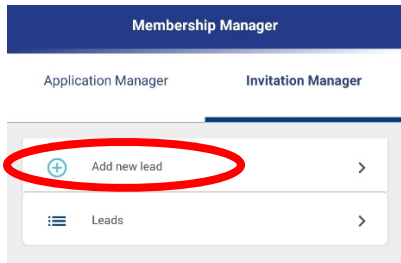 Membership Manager
Application Manager Invitation Manager
Add new lead
Leads